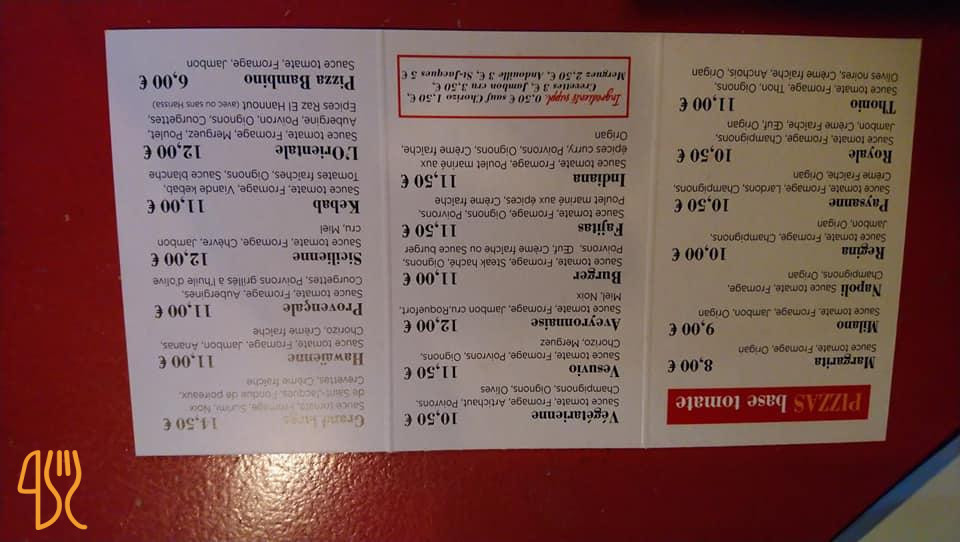 PIZZAS base tomate
Margarita 8,00 €
Sauce tomate, Fromage, Origan
Milano 9,00 €
Sauce tomate, Fromage, Jambon, Origan
Napoli Sauce tomate, Fromage,
Champignons, Origan
Regina 10,00 €
Sauce tomate, Fromage, Champignons,
Jambon, Origan
Paysanne 10,50 €
Sauce tomate, Fromage, Lardons, Champignons,
Crème Fraîche, Origan
Royale 10,50 €
Sauce tomate, Fromage, Champignons,
Jambon, Crème Fraîche, Œuf, Origan
Thonio 11,00 €
Sauce tomate, Fromage, Thon, Oignons,
Olives noires, Crème fraîche, Anchois, Origan
Végétarienne 10,50 €
Sauce tomate, Fromage, Artichaut, Poivrons,
Champignons, Oignons, Olives
Vesuvio 11,50 €
Sauce tomate, Fromage, Poivrons, Oignons,
Chorizo, Merguez
Aveyronnaise 12,00 €
Sauce tomate, Fromage, Jambon cru,Roquefort,
Miel, Noix
Burger 11,00 €
Sauce tomate, Fromage, Steak haché, Oignons,
Poivrons, Œuf, Crème fraîche ou Sauce burger
Fajitas 11,50 €
Sauce tomate, Fromage, Oignons, Poivrons,
Poulet mariné aux épices, Crème fraîche
Indiana 11,50 €
Sauce tomate, Fromage, Poulet mariné aux
épices curry, Poivrons, Oignons, Crème fraîche,
Origan
Ingrédients suppl. 0,50 € sauf Chorizo 1,50 €,
Crevettes 3 €, Jambon cru 3,50 €,
Merguez 2,50 €, Andouille 3 €, St-Jacques 5 €
Grand large 14,50 €
Sauce tomate, Fromage, Surimi, Noix
de Saint-Jacques, Fondue de poireaux,
Crevettes, Crème fraîche
Hawaïenne 11,00 €
Sauce tomate, Fromage, Jambon, Ananas,
Chorizo, Crème fraîche
Provençale 11,00 €
Sauce tomate, Fromage, Aubergines,
Courgettes, Poivrons grillés à l'huile d'olive
Sicilienne 12,00 €
Sauce tomate, Fromage, Chèvre, Jambon
cru, Miel
Kebab 11,00 €
Sauce tomate, Fromage, Viande kebab,
Tomates fraîches, Oignons, Sauce blanche
L'Orientale 12,00 €
Sauce tomate, Fromage, Merguez, Poulet,
Aubergine, Poivron, Oignons, Courgettes,
Epices Raz El Hannout (avec ou sans Harissa)
Pizza Bambino 6,00 €
Sauce tomate, Fromage, Jambon